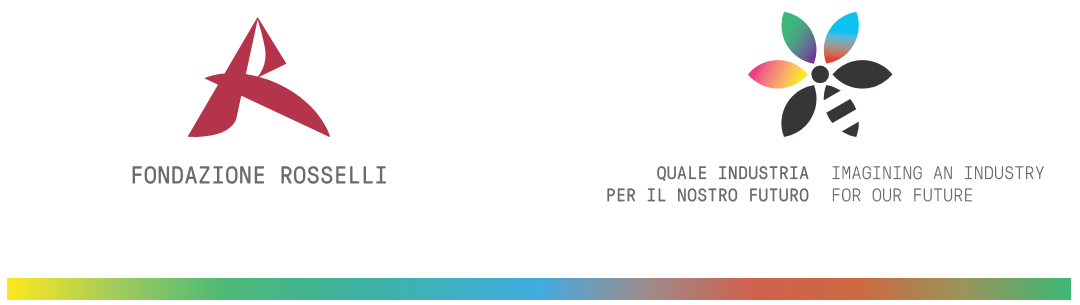 FONDAZIONE ROSSELLI
QUALE INDUSTRIA
PER IL NOSTRO FUTURO
IMAGINING AN INDUSTRY
FOR OUR FUTURE